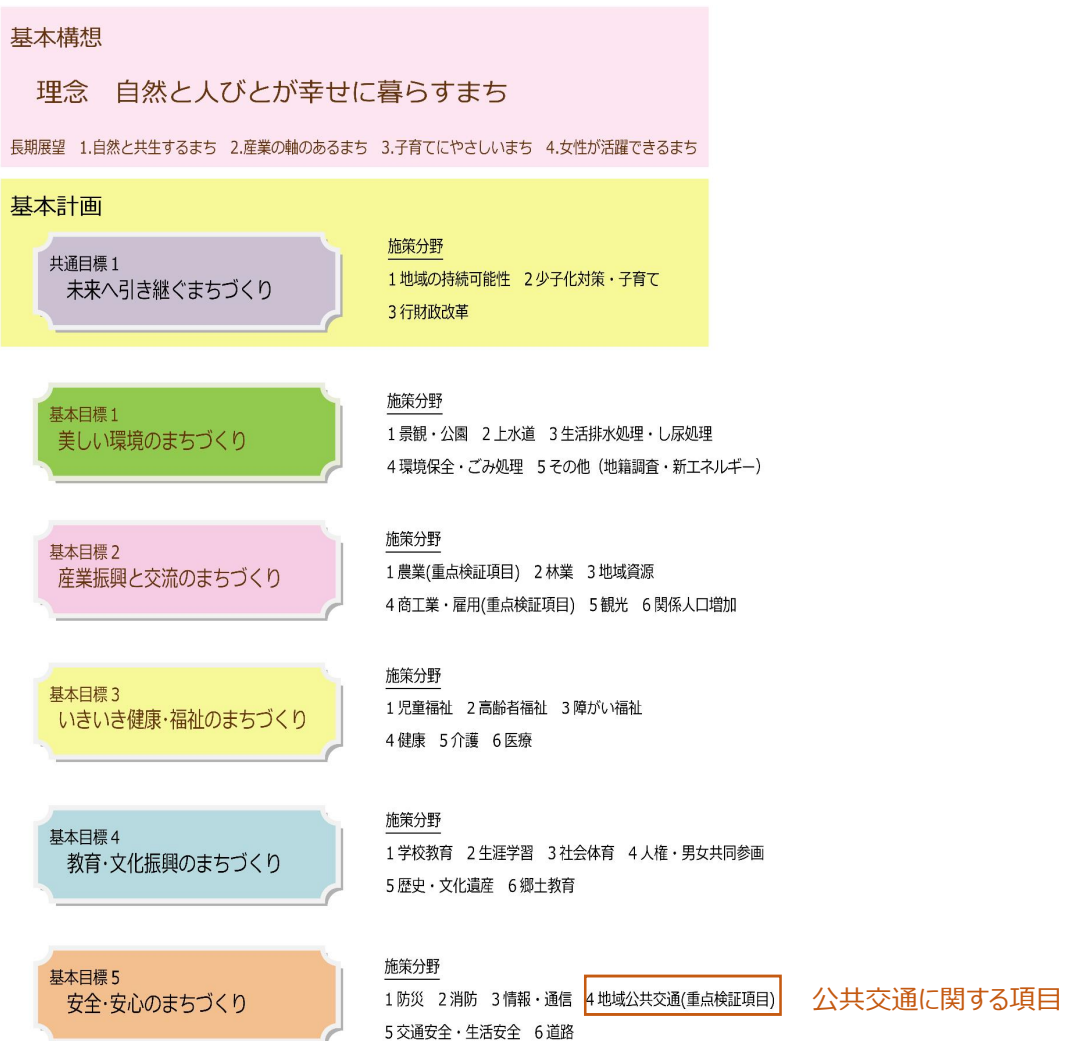 基本構想
理念　自然と人びとが幸せに暮らすまち
長期展望　1.自然と共生するまち　2.産業の軸のあるまち　3.子育てにやさしいまち　4.女性が活躍できるまち
基本計画
共通目標1
未来へ引き継ぐまちづくり
施策分野
1地域の持続可能性　2少子化対策・子育て
3行財政改革
基本目標1
美しい環境のまちづくり
施策分野
1景観・公園　2上水道　3生活排水処理・し尿処理
4環境保全・ごみ処理　5その他（地籍調査・新エネルギー）
基本目標2
産業振興と交流のまちづくり
施策分野
1農業(重点検証項目)　2林業　3地域資源
4商工業・雇用(重点検証項目)　5観光　6関係人口増加
基本目標3
いきいき健康･福祉のまちづくり
施策分野
1児童福祉　2高齢者福祉　3障がい福祉
4健康　5介護　6医療
基本目標4
教育･文化振興のまちづくり
施策分野
1学校教育　2生涯学習　3社会体育　4人権・男女共同参画
5歴史・文化遺産　6郷土教育
基本目標5
安全･安心のまちづくり
施策分野
1防災　2消防　3情報・通信　4地域公共交通(重点検証項目)　公共交通に関する項目
5交通安全・生活安全　6道路